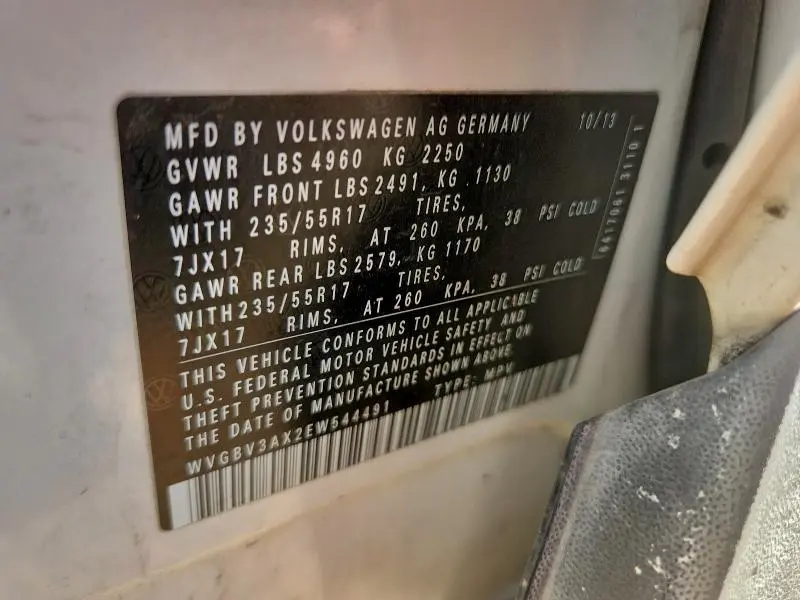 MFD BY VOLKSWAGEN AG GERMANY 10/13
GVWR LBS 4960 KG 2250
GAWR FRONT LBS 2491, KG .1130
WITH 235/55R17 TIRES,
7JX17 RIMS, AT 260 KPA, 38 PSI COLD
GAWR REAR LBS 2579, KG 1170
WITH 235/55R17 TIRES,
7JX17 RIMS, AT 260 KPA, 38 PSI COLD
THIS VEHICLE CONFORMS TO ALL APPLICABLE
U.S. FEDERAL MOTOR VEHICLE SAFETY AND
THEFT PREVENTION STANDARDS IN EFFECT ON
THE DATE OF MANUFACTURE SHOWN ABOVE.
WVGBV3AX2EW544491 TYPE: MPV